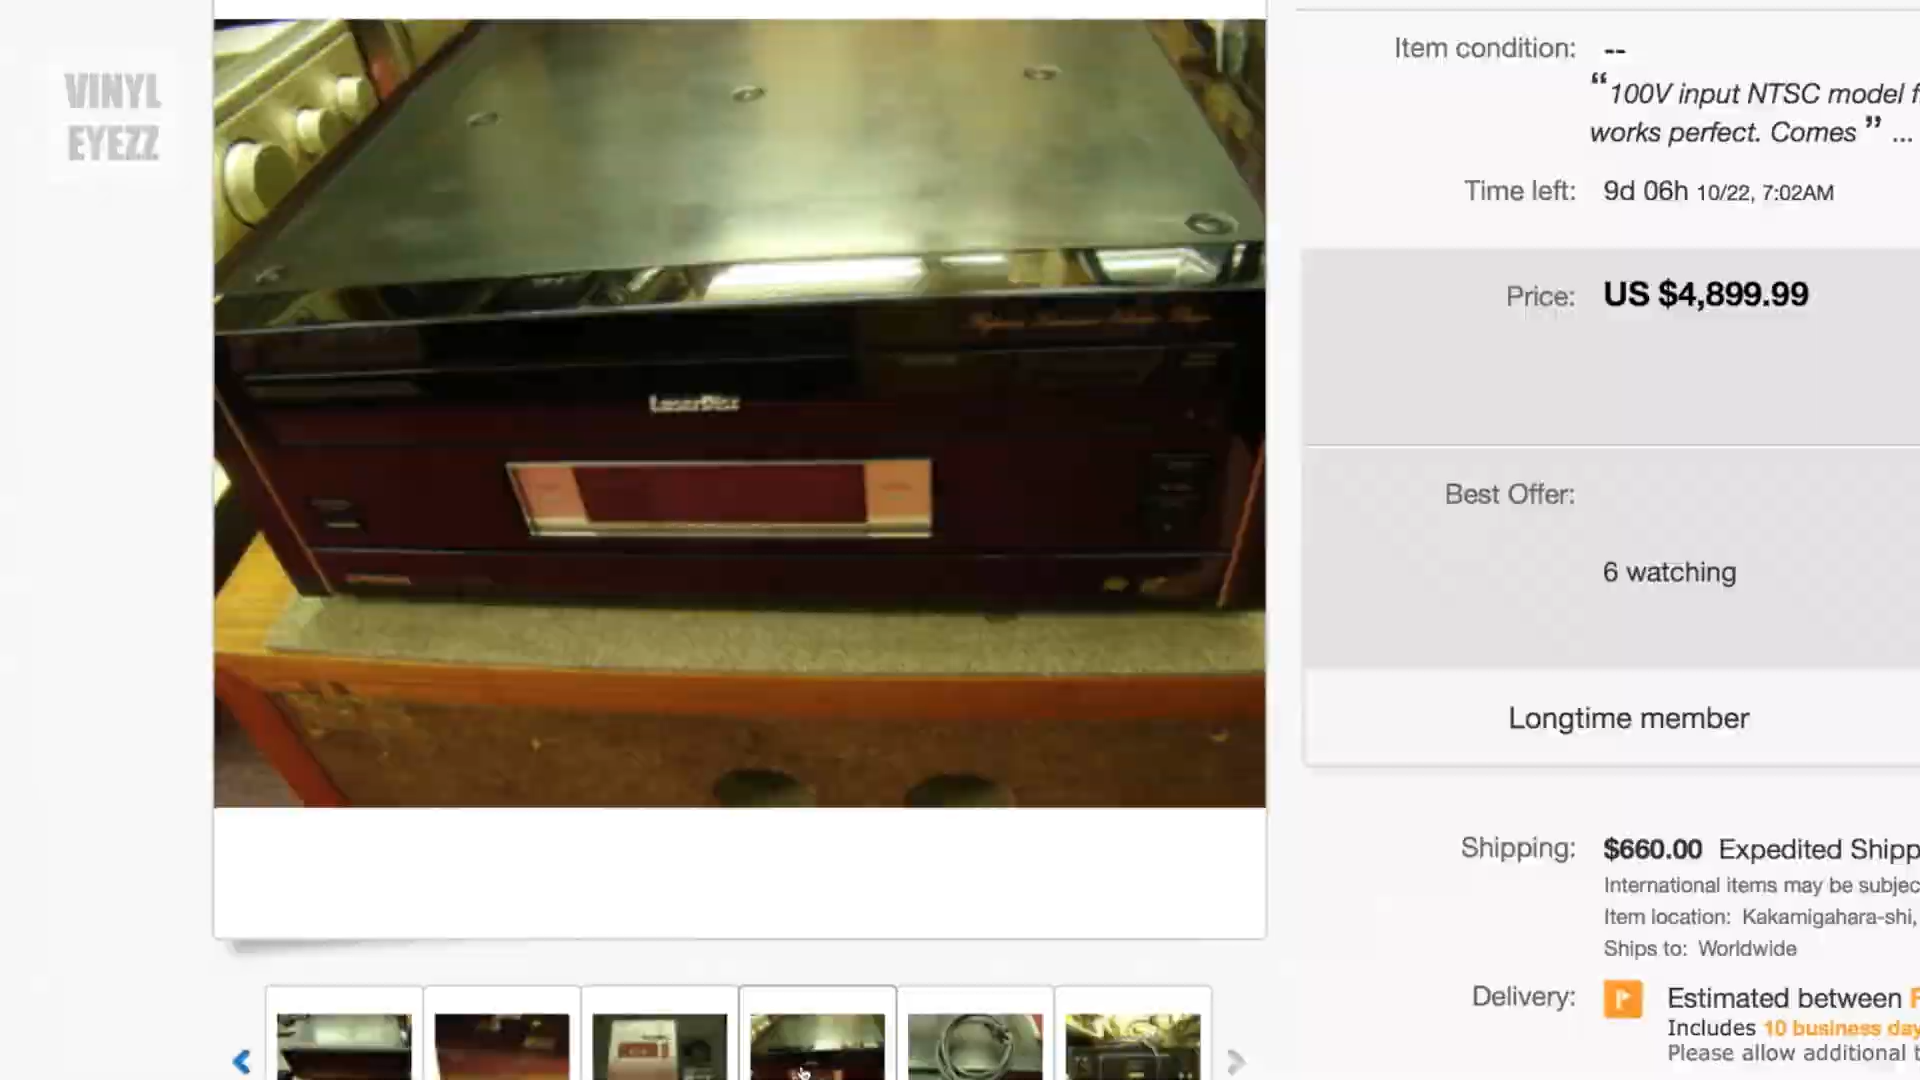 VINYL
EYEZZ
LaserDisc
Item condition: --
“100V input NTSC model f
works perfect. Comes ” ...
Time left: 9d 06h 10/22, 7:02AM
Price: US $4,899.99
Best Offer:
6 watching
Longtime member
Shipping: $660.00 Expedited Shipp
International items may be subjec
Item location: Kakamigahara-shi,
Ships to: Worldwide
Delivery: Estimated between F
Includes 10 business day
Please allow additional t